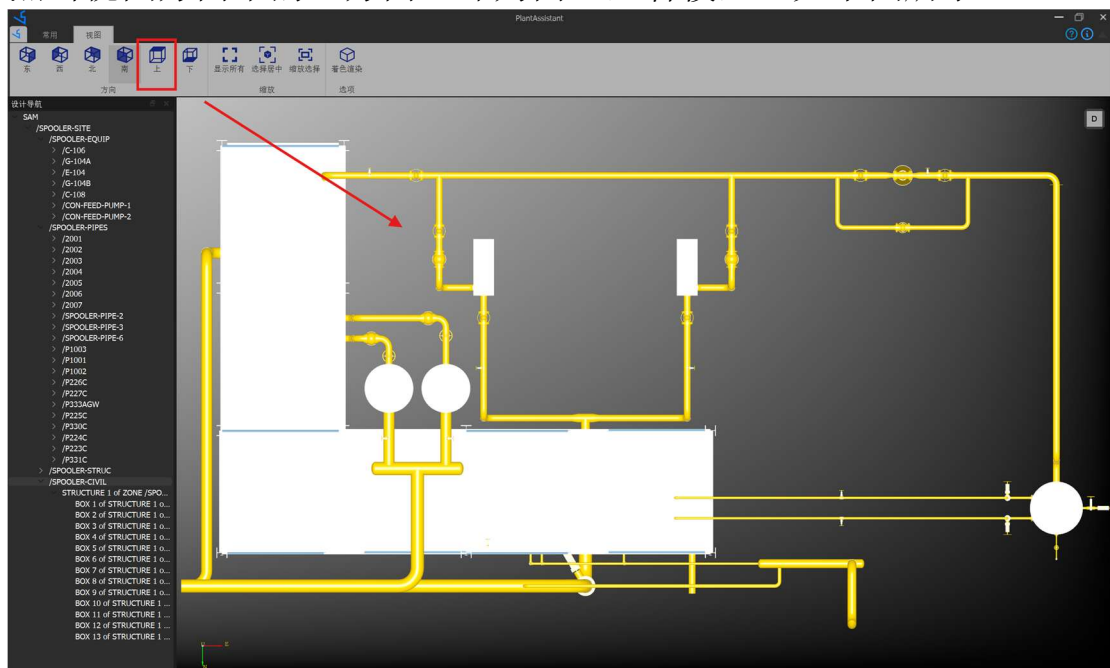 PlantAssistant
常用 视图
东 西 北 南 上 下 显示所有 选择居中 缩放选择 着色渲染
方向 缩放 选项
设计导航
SAM
/SPOOLER-SITE
/SPOOLER-EQUIP
/C-106
/G-104A
/E-104
/G-104B
/C-108
/CON-FEED-PUMP-1
/CON-FEED-PUMP-2
/SPOOLER-PIPES
/2001
/2002
/2003
/2004
/2005
/2006
/2007
/SPOOLER-PIPE-2
/SPOOLER-PIPE-3
/SPOOLER-PIPE-6
/P1003
/P1001
/P1002
/P226C
/P227C
/P333AGW
/P225C
/P330C
/P224C
/P223C
/P331C
/SPOOLER-STRUC
/SPOOLER-CIVIL
STRUCTURE 1 of ZONE /SPO...
BOX 1 of STRUCTURE 1 o...
BOX 2 of STRUCTURE 1 o...
BOX 3 of STRUCTURE 1 o...
BOX 4 of STRUCTURE 1 o...
BOX 5 of STRUCTURE 1 o...
BOX 6 of STRUCTURE 1 o...
BOX 7 of STRUCTURE 1 o...
BOX 8 of STRUCTURE 1 o...
BOX 9 of STRUCTURE 1 o...
BOX 10 of STRUCTURE 1 ...
BOX 11 of STRUCTURE 1 ...
BOX 12 of STRUCTURE 1 ...
BOX 13 of STRUCTURE 1 ...
D
E